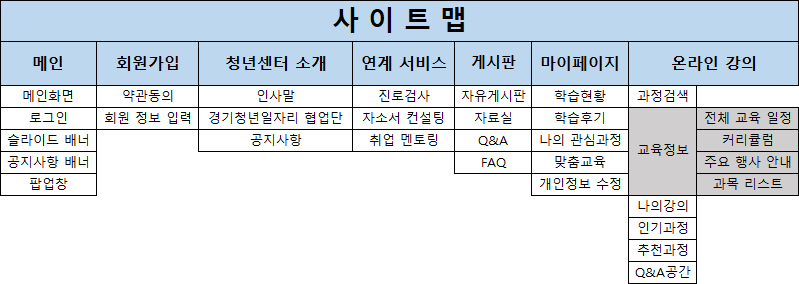 사 이 트 맵
메인 회원가입 청년센터 소개 연계 서비스 게시판 마이페이지 온라인 강의
메인화면 약관동의 인사말 진로검사 자유게시판 학습현황 과정검색
로그인 회원 정보 입력 경기청년일자리 협업단 자소서 컨설팅 자료실 학습후기 전체 교육 일정
슬라이드 배너 공지사항 취업 멘토링 Q&A 나의 관심과정 교육정보 커리큘럼
공지사항 배너 FAQ 맞춤교육 주요 행사 안내
팝업창 개인정보 수정 과목 리스트
나의강의
인기과정
추천과정
Q&A공간